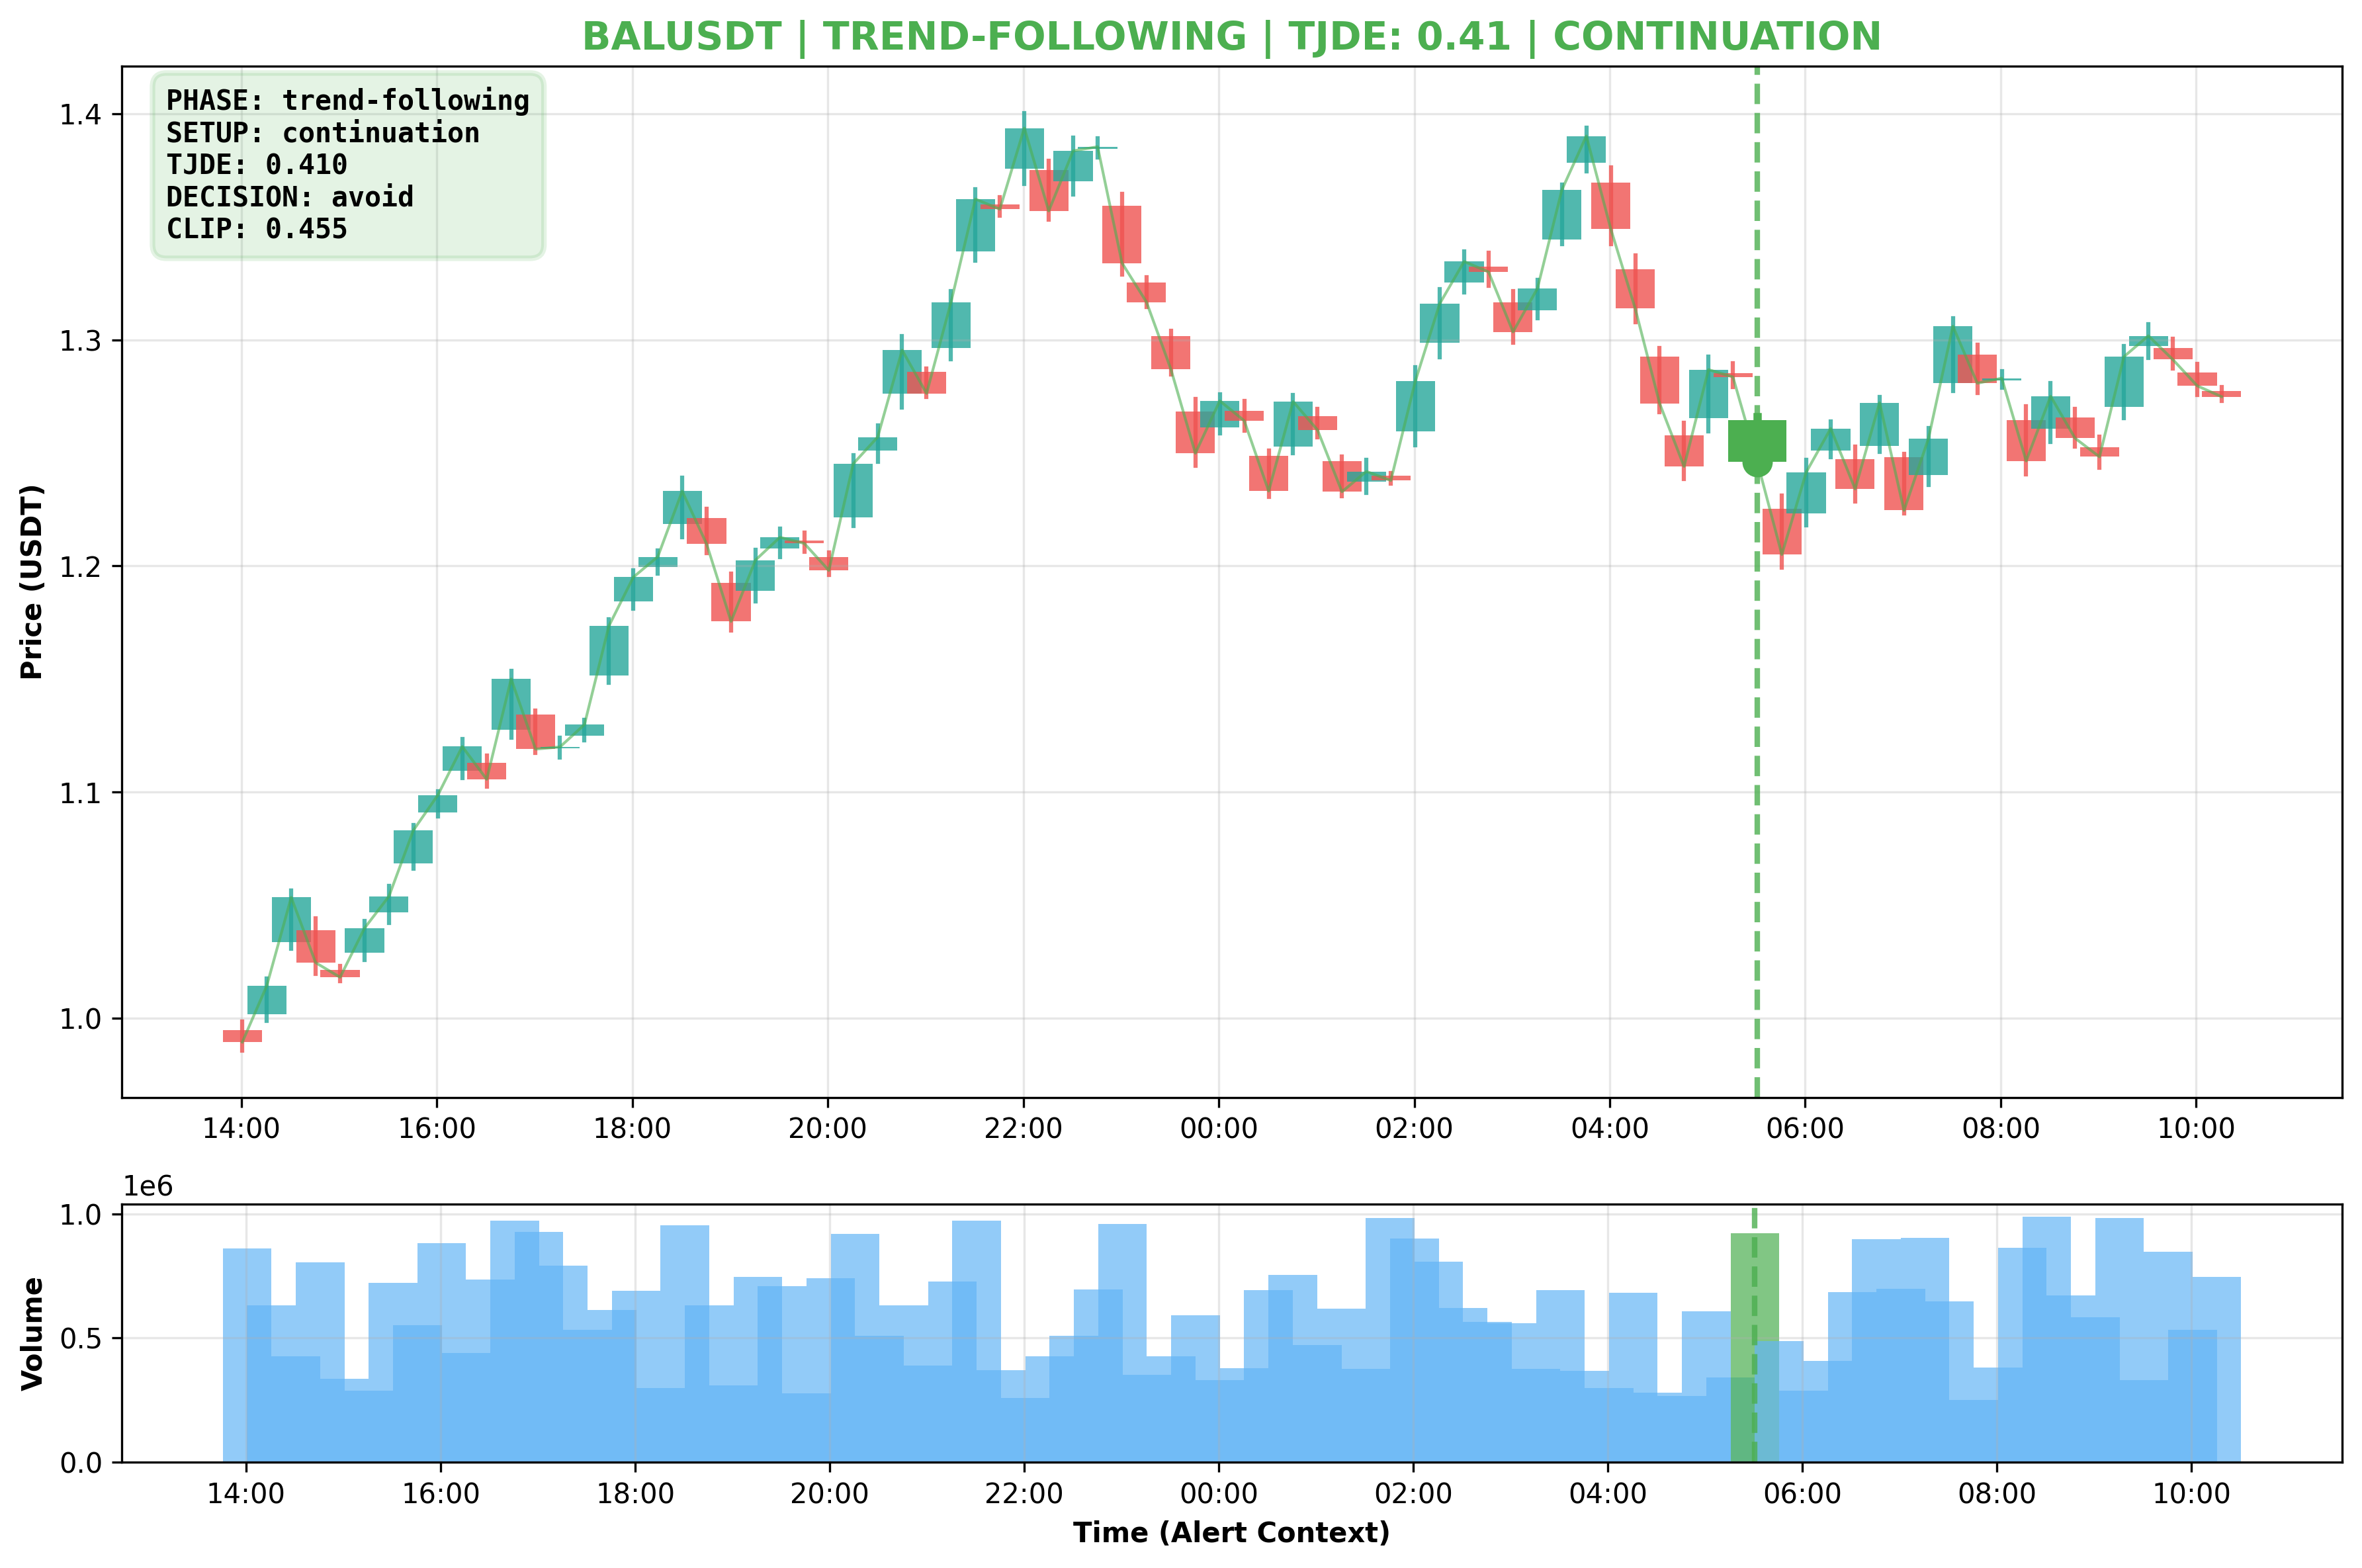 BALUSDT | TREND-FOLLOWING | TJDE: 0.41 | CONTINUATION
PHASE: trend-following
SETUP: continuation
TJDE: 0.410
DECISION: avoid
CLIP: 0.455
Price (USDT)
1.4
1.3
1.2
1.1
1.0
14:00 16:00 18:00 20:00 22:00 00:00 02:00 04:00 06:00 08:00 10:00
1e6
Volume
1.0
0.5
0.0
14:00 16:00 18:00 20:00 22:00 00:00 02:00 04:00 06:00 08:00 10:00
Time (Alert Context)